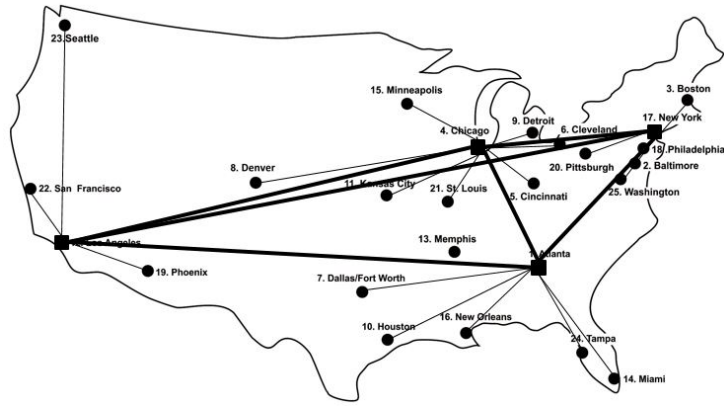 23.Seattle
3. Boston
15. Minneapolis
17. New York
9. Detroit
4. Chicago
6. Cleveland
18. Philadelphia
20. Pittsburgh
2. Baltimore
8. Denver
11. Kansas City
22. San Francisco
21. St. Louis
5. Cincinnati
25. Washington
Los Angeles
13. Memphis
1. Atlanta
19. Phoenix
7. Dallas/Fort Worth
16. New Orleans
10. Houston
24. Tampa
14. Miami